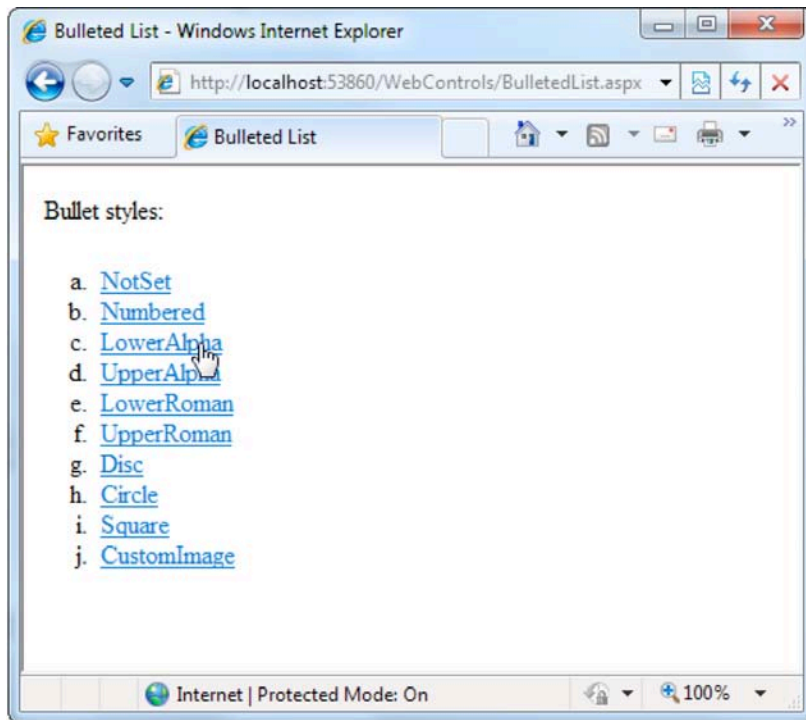 Bulleted List - Windows Internet Explorer
http://localhost:53860/WebControls/BulletedList.aspx
Favorites
Bulleted List
Bullet styles:
a. NotSet
b. Numbered
c. LowerAlpha
d. UpperAlpha
e. LowerRoman
f. UpperRoman
g. Disc
h. Circle
i. Square
j. CustomImage
Internet | Protected Mode: On
100%